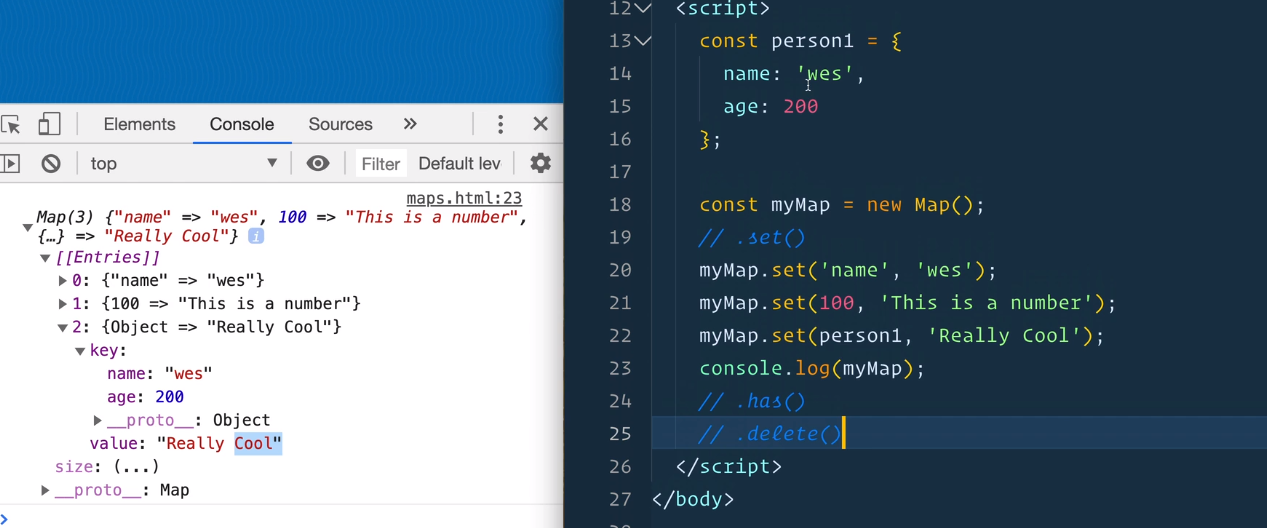 Elements Console Sources »
top Filter Default lev
maps.html:23
Map(3) {"name" => "wes", 100 => "This is a number",
{…} => "Really Cool"} i
[[Entries]]
0: {"name" => "wes"}
1: {100 => "This is a number"}
2: {Object => "Really Cool"}
key:
name: "wes"
age: 200
__proto__: Object
value: "Really Cool"
size: (...)
__proto__: Map
12 <script>
13 const person1 = {
14 name: 'wes',
15 age: 200
16 };
17
18 const myMap = new Map();
19 // .set()
20 myMap.set('name', 'wes');
21 myMap.set(100, 'This is a number');
22 myMap.set(person1, 'Really Cool');
23 console.log(myMap);
24 // .has()
25 // .delete()
26 </script>
27 </body>